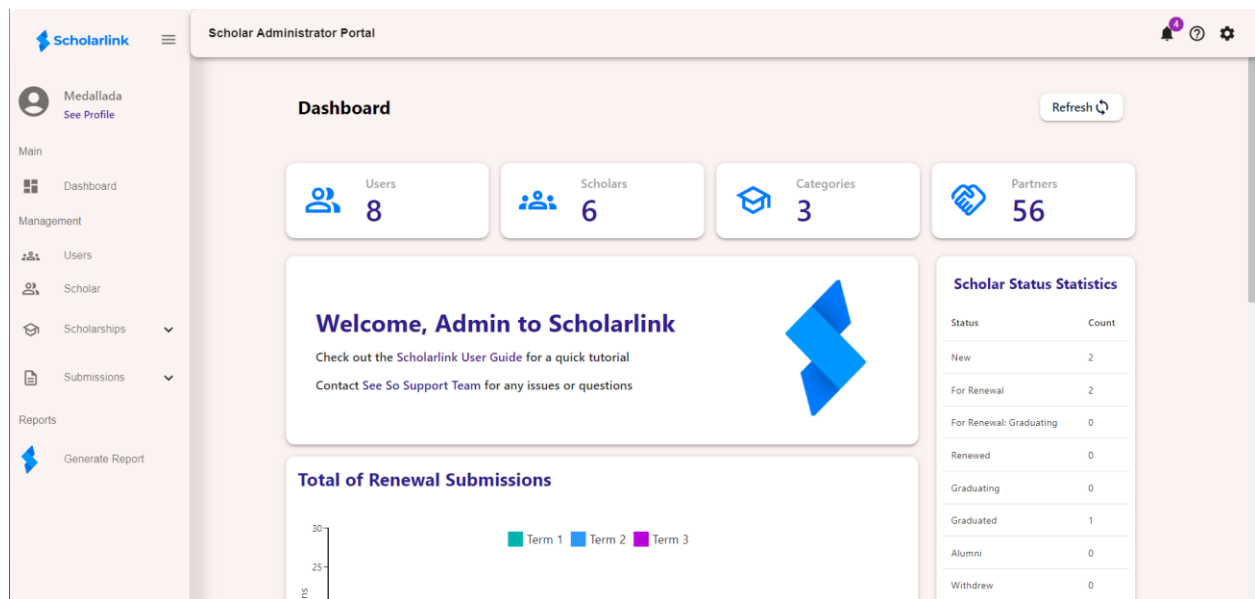 Scholarlink
Scholar Administrator Portal
4
Medallada
See Profile
Main
Dashboard
Management
Users
Scholar
Scholarships
Submissions
Reports
Generate Report
Dashboard
Refresh
Users
8
Scholars
6
Categories
3
Partners
56
Welcome, Admin to Scholarlink
Check out the Scholarlink User Guide for a quick tutorial
Contact See So Support Team for any issues or questions
Scholar Status Statistics
Status Count
New 2
For Renewal 2
For Renewal: Graduating 0
Renewed 0
Graduating 0
Graduated 1
Alumni 0
Withdrew 0
Total of Renewal Submissions
Term 1 Term 2 Term 3
30
25